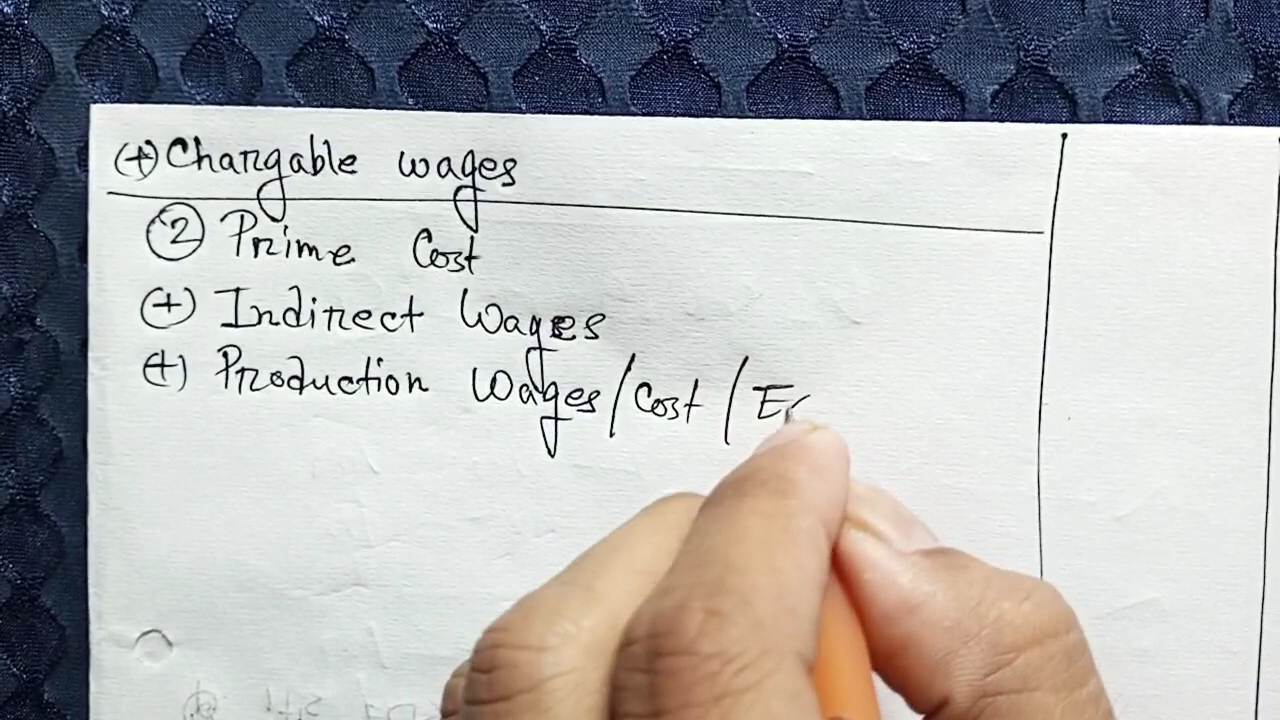 (+) Chargable wages
② Prime Cost
(+) Indirect Wages
(+) Production Wages/Cost/